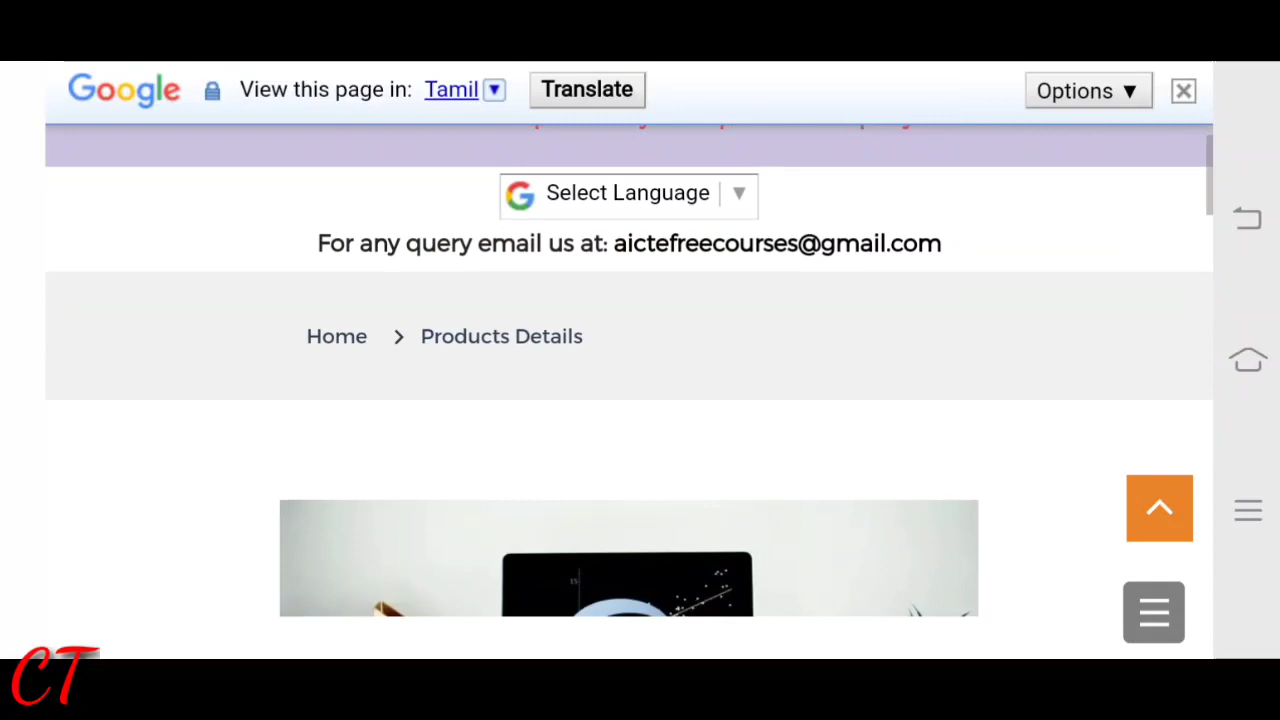 Google View this page in: Tamil ▼ Translate Options ▼
G Select Language ▼
For any query email us at: aictefreecourses@gmail.com
Home > Products Details
15
CT